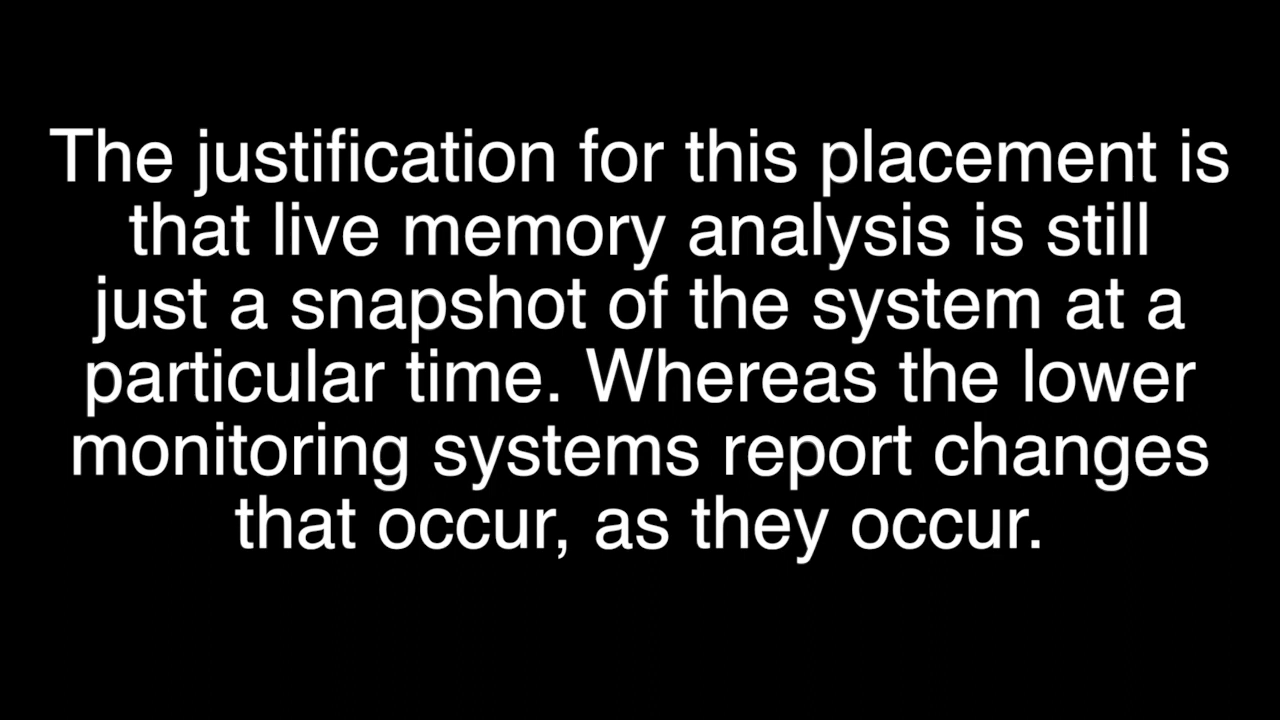 The justification for this placement is
that live memory analysis is still
just a snapshot of the system at a
particular time. Whereas the lower
monitoring systems report changes
that occur, as they occur.